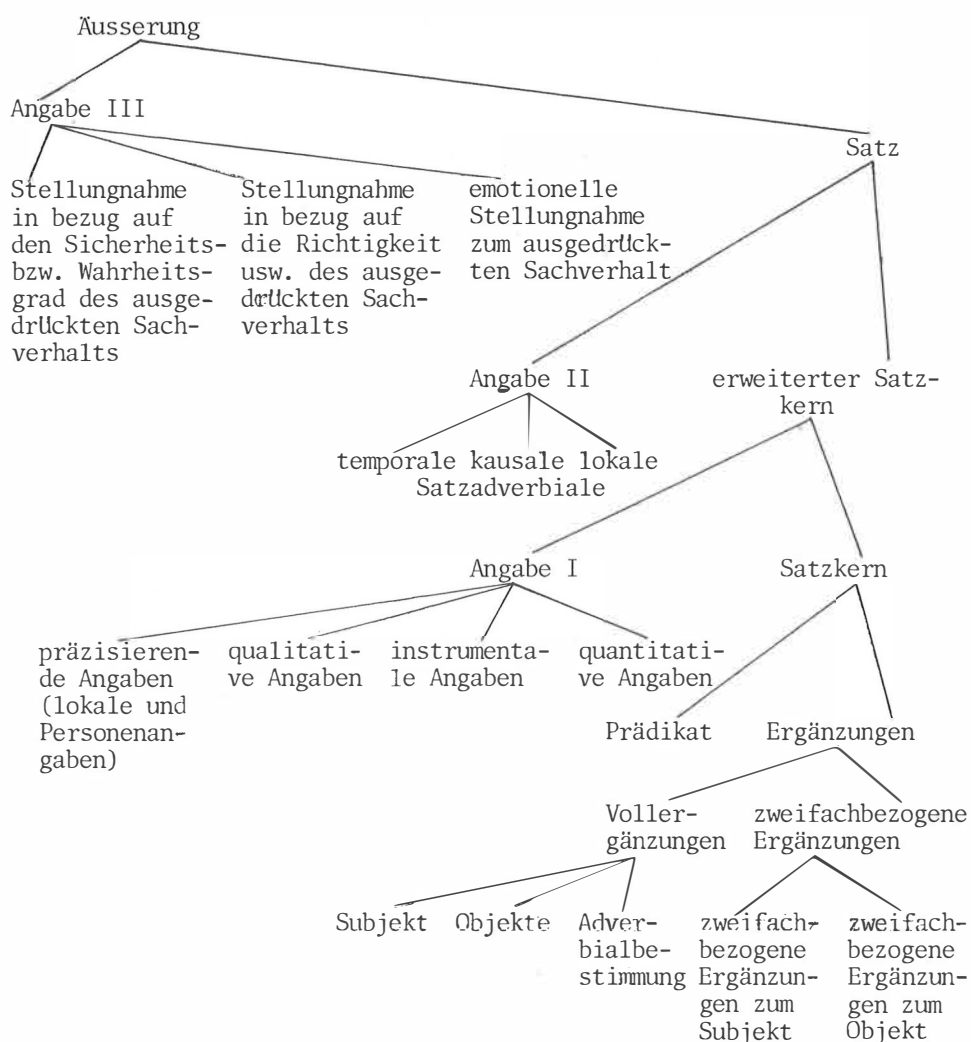 Äusserung
Angabe III
Satz
Stellungnahme
in bezug auf
den Sicherheits-
bzw. Wahrheits-
grad des ausge-
drückten Sach-
verhalts
Stellungnahme
in bezug auf
die Richtigkeit
usw. des ausge-
drückten Sach-
verhalts
emotionelle
Stellungnahme
zum ausgedrück-
ten Sachverhalt
Angabe II
erweiterter Satz-
kern
temporale kausale lokale
Satzadverbiale
Angabe I
Satzkern
präzisieren-
de Angaben
(lokale und
Personenan-
gaben)
qualitati-
ve Angaben
instrumenta-
le Angaben
quantitati-
ve Angaben
Prädikat
Ergänzungen
Voller-
gänzungen
zweifachbezogene
Ergänzungen
Subjekt
Objekte
Adver-
bialbe-
stimmung
zweifach-
bezogene
Ergänzun-
gen zum
Subjekt
zweifach-
bezogene
Ergänzun-
gen zum
Objekt